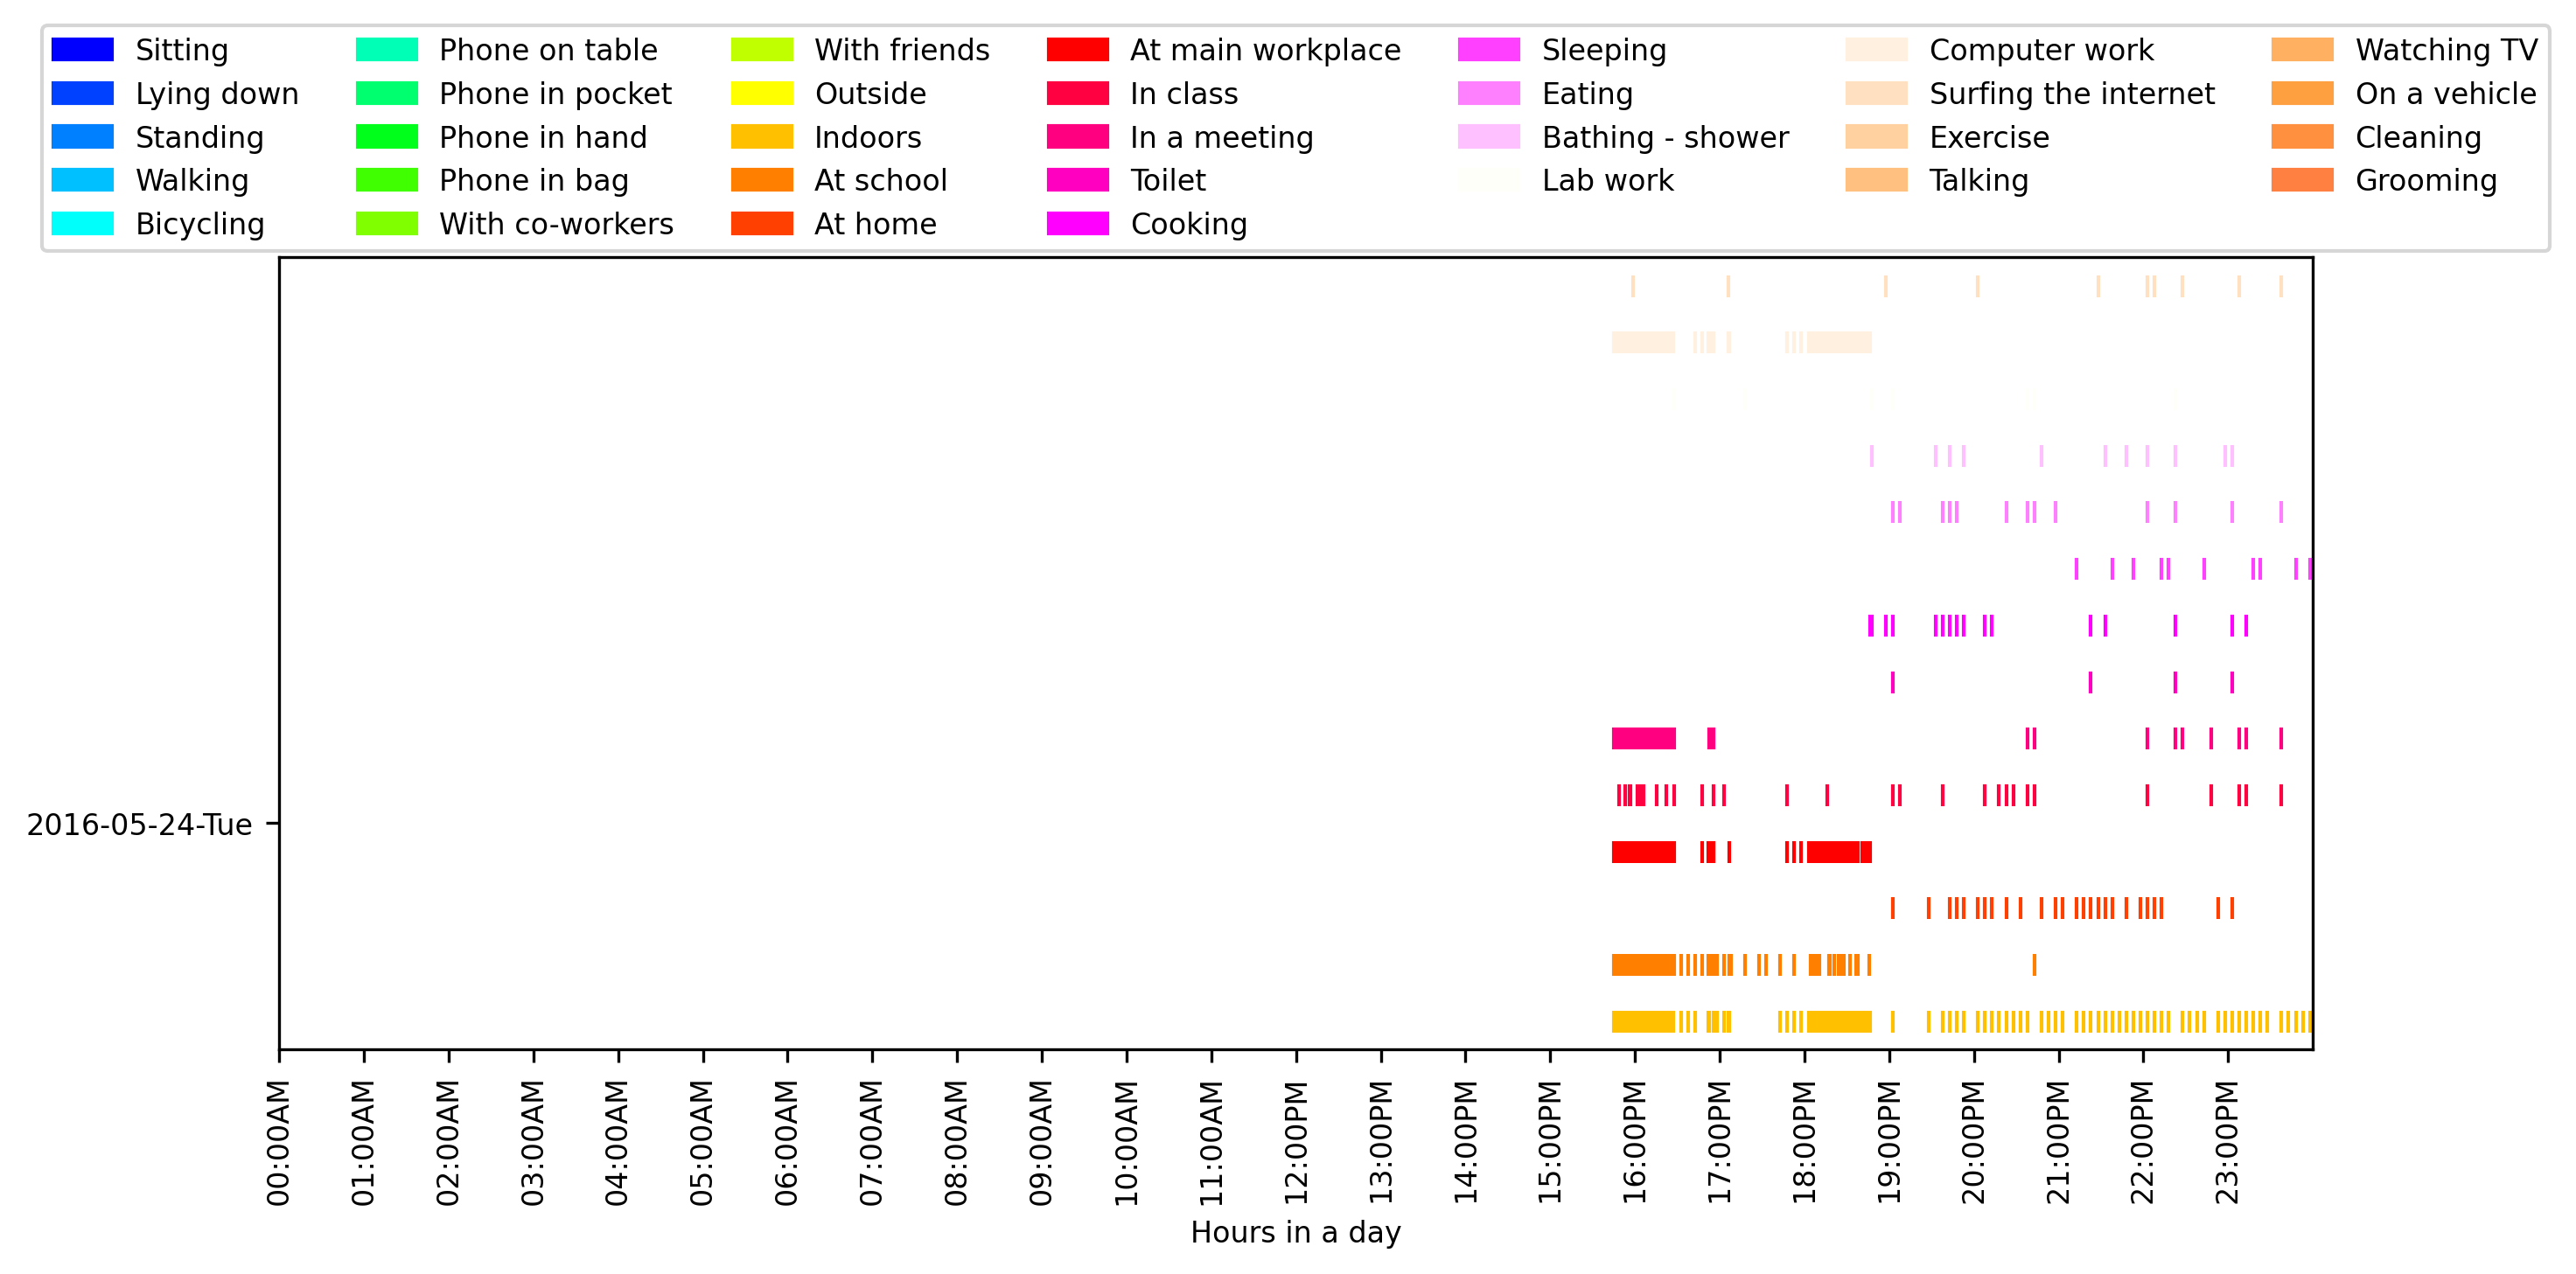 Sitting
Lying down
Standing
Walking
Bicycling
Phone on table
Phone in pocket
Phone in hand
Phone in bag
With co-workers
With friends
Outside
Indoors
At school
At home
At main workplace
In class
In a meeting
Toilet
Cooking
Sleeping
Eating
Bathing - shower
Lab work
Computer work
Surfing the internet
Exercise
Talking
Watching TV
On a vehicle
Cleaning
Grooming
2016-05-24-Tue
00:00AM
01:00AM
02:00AM
03:00AM
04:00AM
05:00AM
06:00AM
07:00AM
08:00AM
09:00AM
10:00AM
11:00AM
12:00PM
13:00PM
14:00PM
15:00PM
16:00PM
17:00PM
18:00PM
19:00PM
20:00PM
21:00PM
22:00PM
23:00PM
Hours in a day